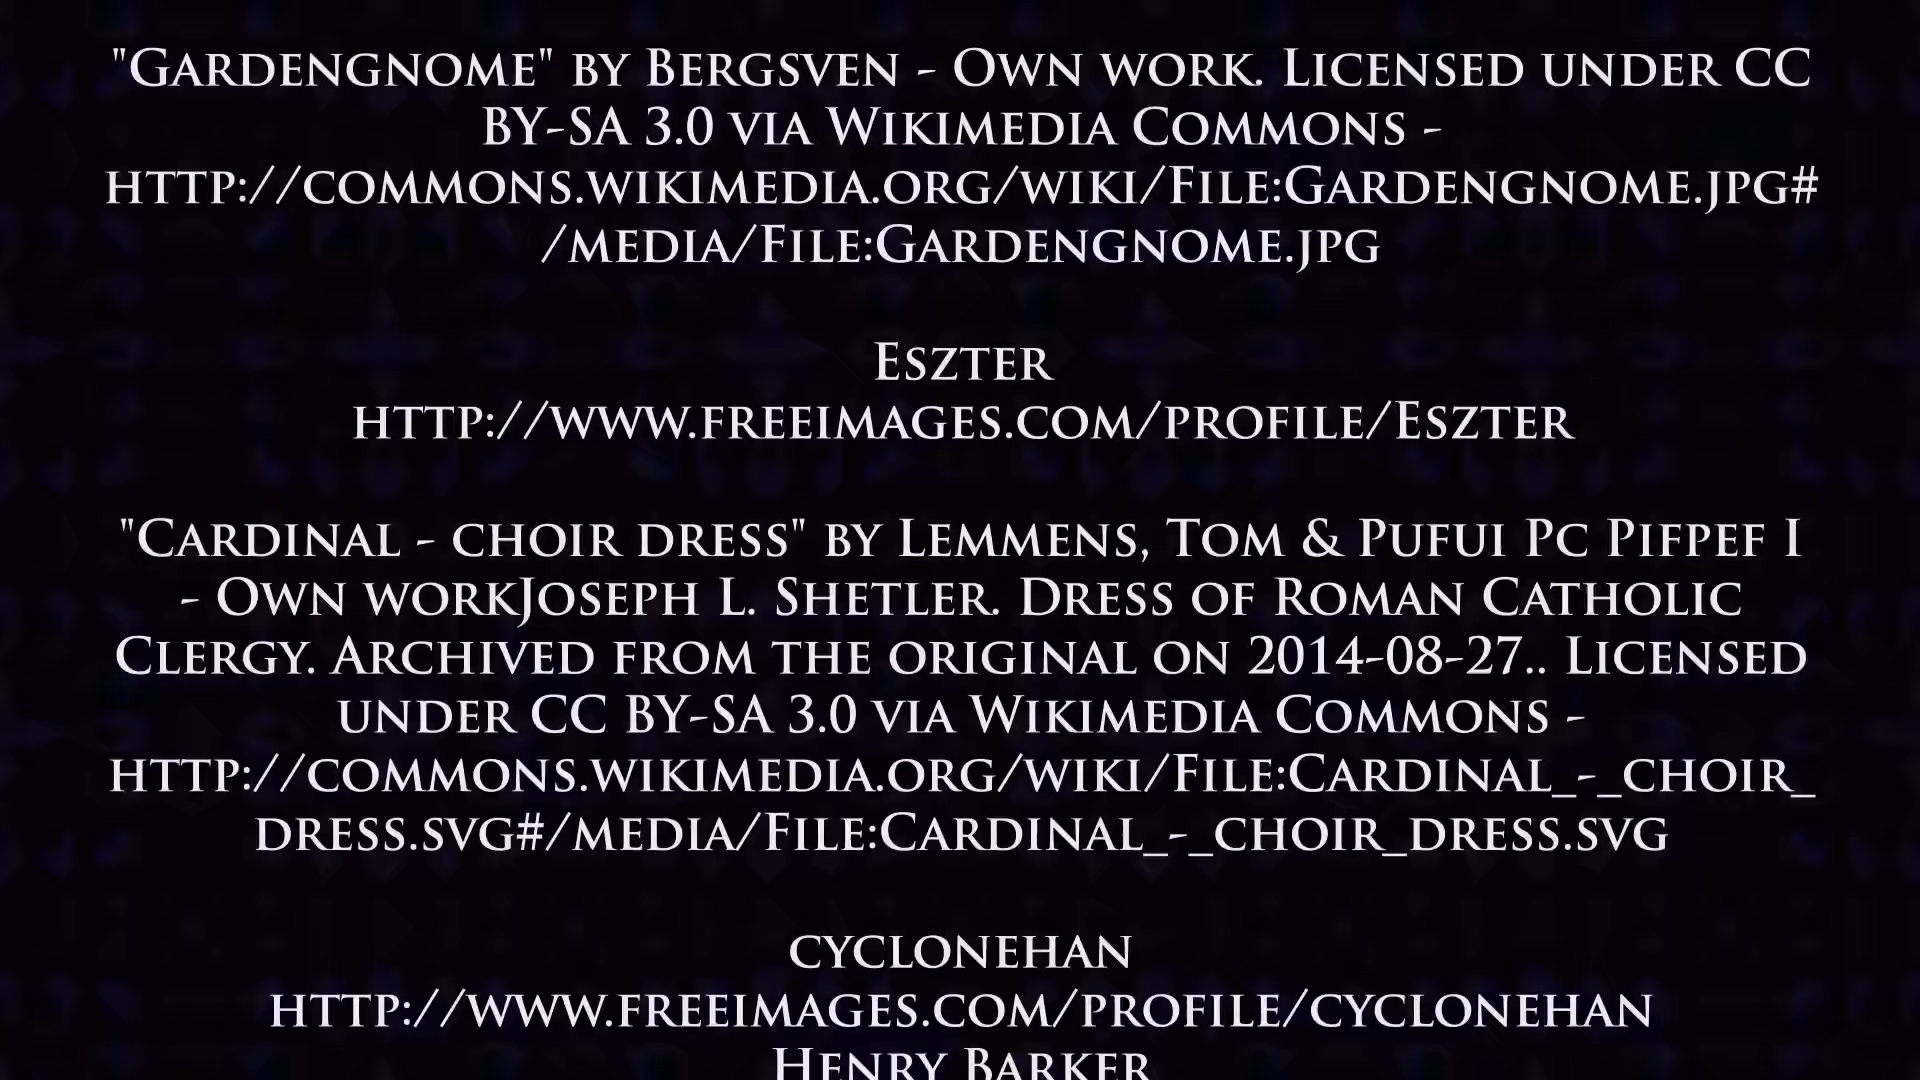 "Gardengnome" by Bergsven - Own work. Licensed under CC
BY-SA 3.0 via Wikimedia Commons -
http://commons.wikimedia.org/wiki/File:Gardengnome.jpg#
/media/File:Gardengnome.jpg
Eszter
http://www.freeimages.com/profile/Eszter
"Cardinal - choir dress" by Lemmens, Tom & Pufui Pc Pifpef I
- Own workJoseph L. Shetler. Dress of Roman Catholic
Clergy. Archived from the original on 2014-08-27.. Licensed
under CC BY-SA 3.0 via Wikimedia Commons -
http://commons.wikimedia.org/wiki/File:Cardinal_-_choir_
dress.svg#/media/File:Cardinal_-_choir_dress.svg
cyclonehan
http://www.freeimages.com/profile/cyclonehan
Henry Barker